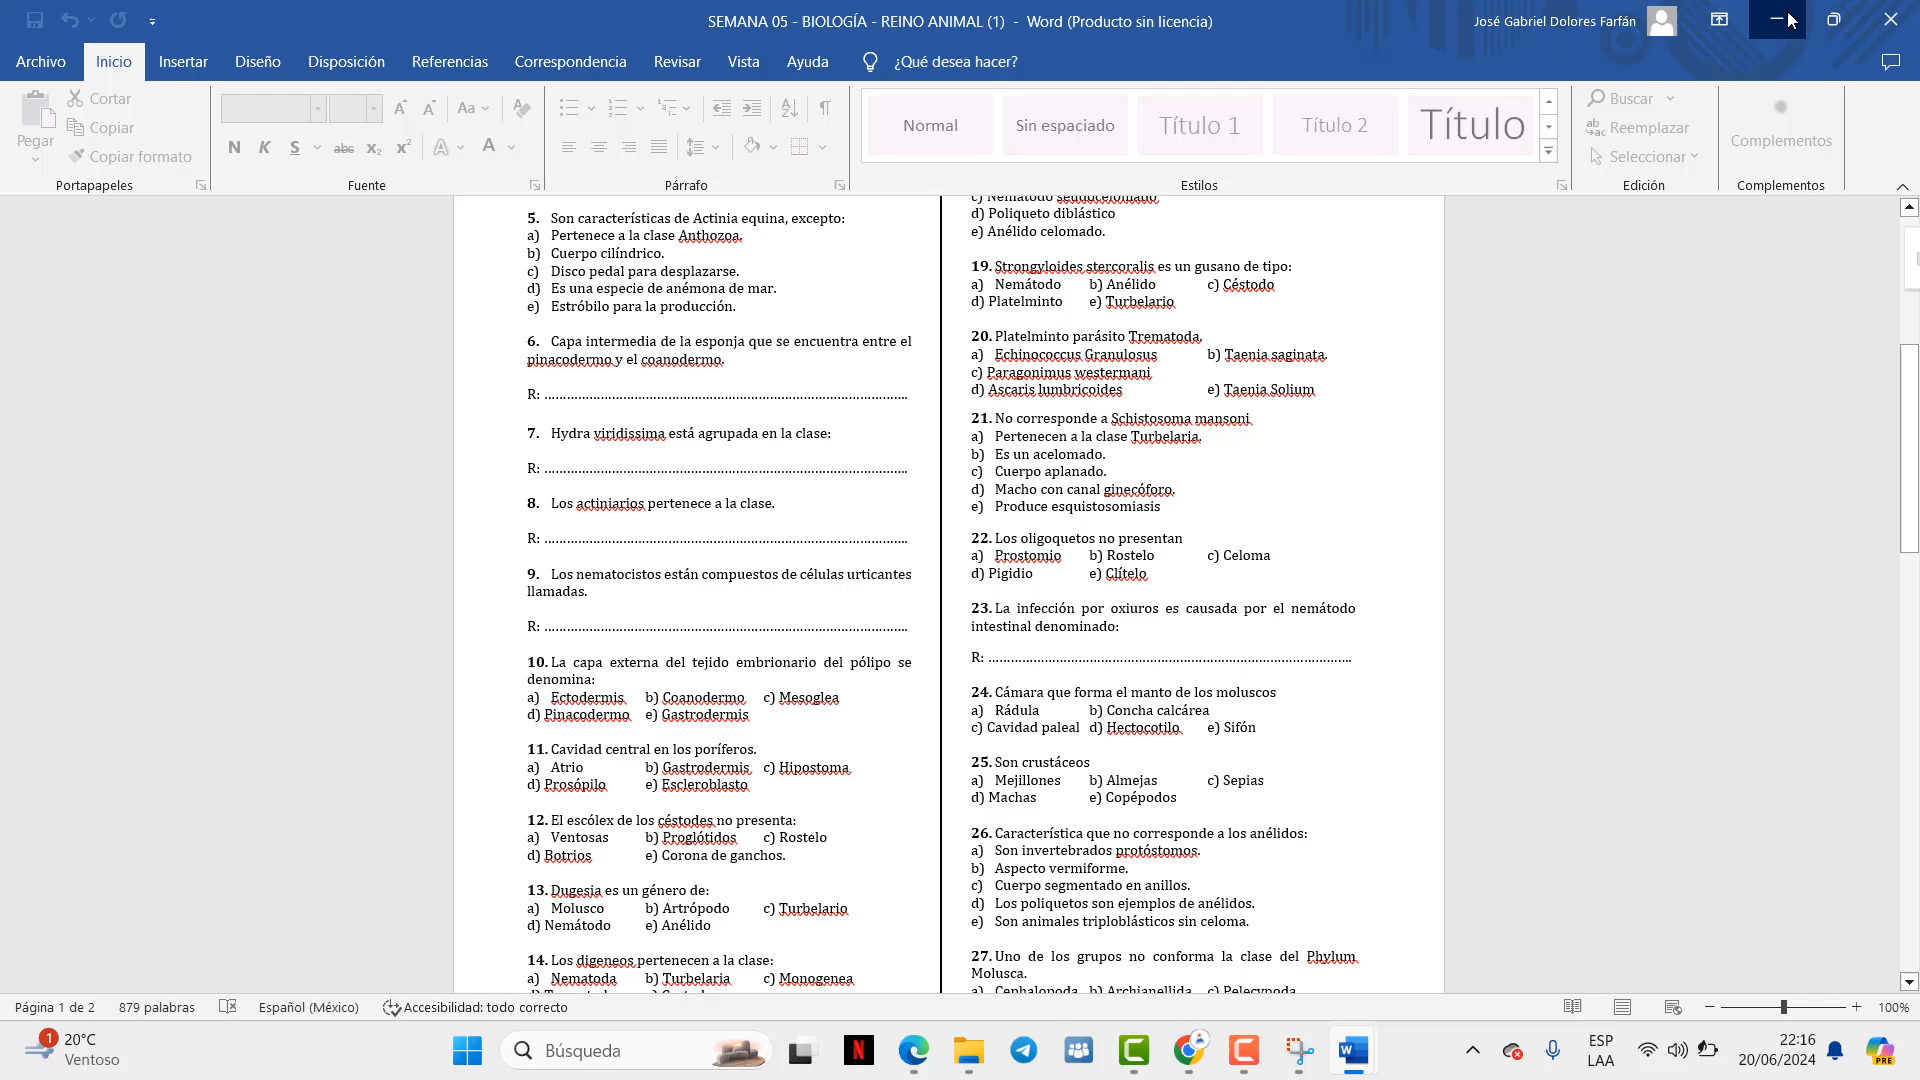 SEMANA 05 - BIOLOGÍA - REINO ANIMAL (1) - Word (Producto sin licencia)
José Gabriel Dolores Farfán
Archivo Inicio Insertar Diseño Disposición Referencias Correspondencia Revisar Vista Ayuda ¿Qué desea hacer?
Pegar
Cortar
Copiar
Copiar formato
Portapapeles
Aa
N K S abc x₂ x² A A
Fuente
Párrafo
Normal Sin espaciado Título 1 Título 2 Título
Estilos
Buscar
Reemplazar
Seleccionar
Edición
Complementos
Complementos
5. Son características de Actinia equina, excepto:
a) Pertenece a la clase Anthozoa.
b) Cuerpo cilíndrico.
c) Disco pedal para desplazarse.
d) Es una especie de anémona de mar.
e) Estróbilo para la producción.
6. Capa intermedia de la esponja que se encuentra entre el
pinacodermo y el coanodermo.
R: ……………………………………………………………………………………..
7. Hydra viridissima está agrupada en la clase:
R: ……………………………………………………………………………………..
8. Los actiniarios pertenece a la clase.
R: ……………………………………………………………………………………..
9. Los nematocistos están compuestos de células urticantes
llamadas.
R: ……………………………………………………………………………………..
10. La capa externa del tejido embrionario del pólipo se
denomina:
a) Ectodermis b) Coanodermo c) Mesoglea
d) Pinacodermo e) Gastrodermis
11. Cavidad central en los poríferos.
a) Atrio b) Gastrodermis c) Hipostoma
d) Prosópilo e) Escleroblasto
12. El escólex de los céstodes no presenta:
a) Ventosas b) Proglótidos c) Rostelo
d) Botrios e) Corona de ganchos.
13. Dugesia es un género de:
a) Molusco b) Artrópodo c) Turbelario
d) Nemátodo e) Anélido
14. Los digeneos pertenecen a la clase:
a) Nematoda b) Turbelaria c) Monogenea
c) Nemátodo seudocelomado
d) Poliqueto diblástico
e) Anélido celomado.
19. Strongyloides stercoralis es un gusano de tipo:
a) Nemátodo b) Anélido c) Céstodo
d) Platelminto e) Turbelario
20. Platelminto parásito Trematoda.
a) Echinococcus Granulosus b) Taenia saginata.
c) Paragonimus westermani
d) Ascaris lumbricoides e) Taenia Solium
21. No corresponde a Schistosoma mansoni
a) Pertenecen a la clase Turbelaria.
b) Es un acelomado.
c) Cuerpo aplanado.
d) Macho con canal ginecóforo.
e) Produce esquistosomiasis
22. Los oligoquetos no presentan
a) Prostomio b) Rostelo c) Celoma
d) Pigidio e) Clítelo
23. La infección por oxiuros es causada por el nemátodo
intestinal denominado:
R: ……………………………………………………………………………………..
24. Cámara que forma el manto de los moluscos
a) Rádula b) Concha calcárea
c) Cavidad paleal d) Hectocotilo e) Sifón
25. Son crustáceos
a) Mejillones b) Almejas c) Sepias
d) Machas e) Copépodos
26. Característica que no corresponde a los anélidos:
a) Son invertebrados protóstomos.
b) Aspecto vermiforme.
c) Cuerpo segmentado en anillos.
d) Los poliquetos son ejemplos de anélidos.
e) Son animales triploblásticos sin celoma.
27. Uno de los grupos no conforma la clase del Phylum
Molusca.
a) Cephalopoda b) Archianellida c) Pelecypoda
Página 1 de 2 879 palabras Español (México) Accesibilidad: todo correcto 100%
1
20°C
Ventoso
Búsqueda
ESP
LAA
22:16
20/06/2024
PRE